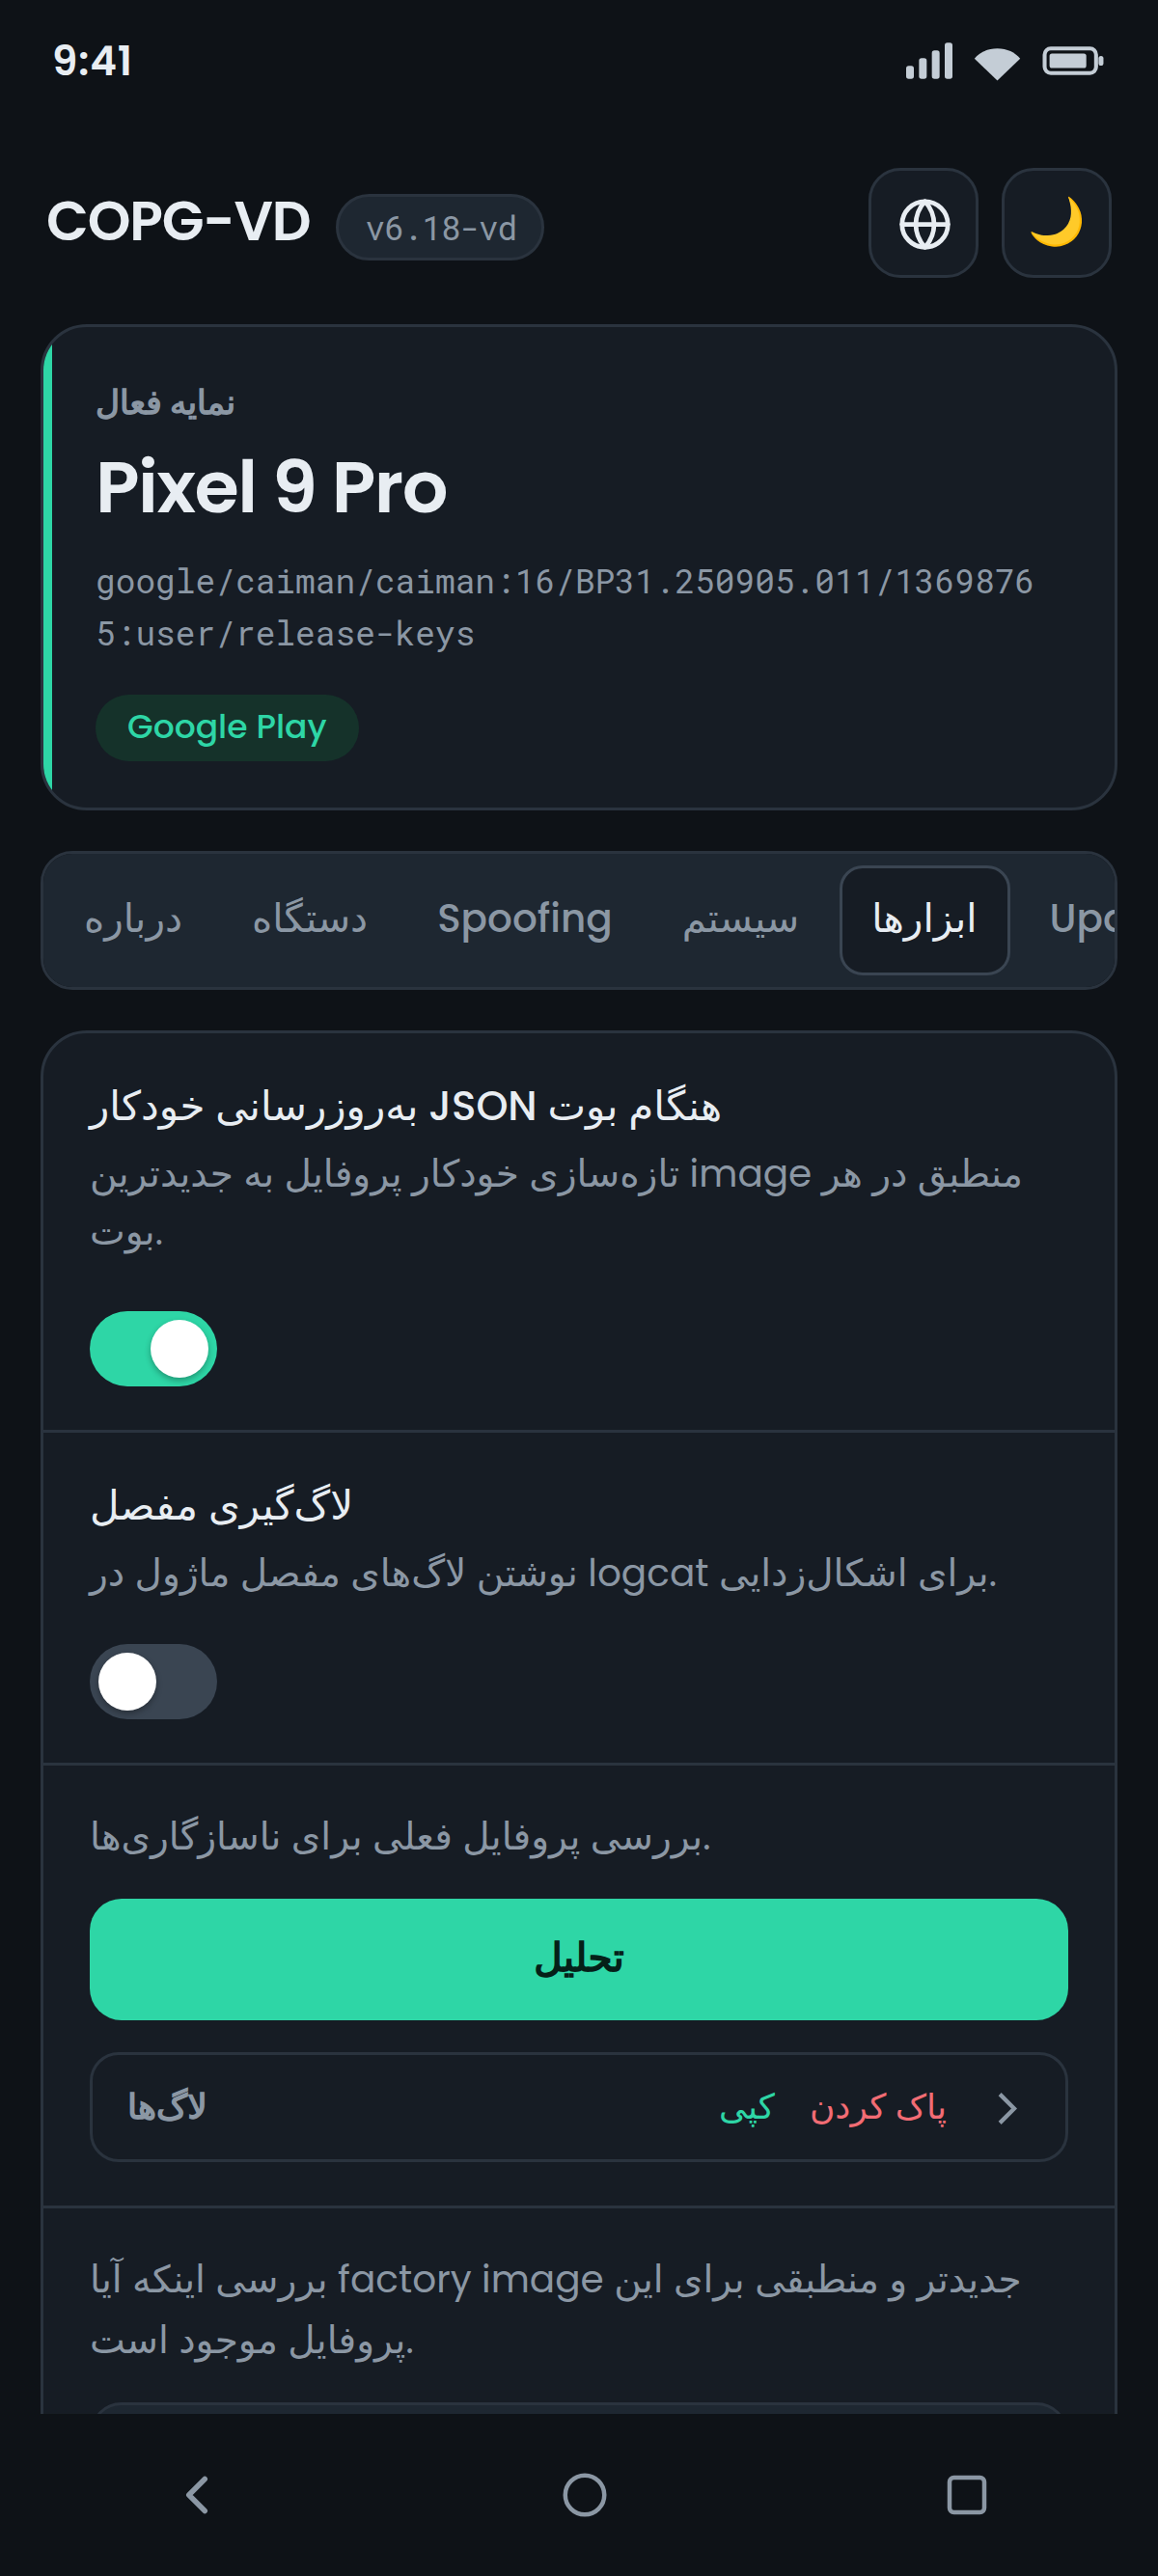 9:41
COPG-VD v6.18-vd
نمایه فعال
Pixel 9 Pro
google/caiman/caiman:16/BP31.250905.011/1369876
5:user/release-keys
Google Play
درباره دستگاه Spoofing سیستم ابزارها
به‌روزرسانی خودکار JSON هنگام بوت
تازه‌سازی خودکار پروفایل به جدیدترین image منطبق در هر
بوت.
لاگ‌گیری مفصل
نوشتن لاگ‌های مفصل ماژول در logcat برای اشکال‌زدایی.
بررسی پروفایل فعلی برای ناسازگاری‌ها.
تحلیل
لاگ‌ها کپی پاک کردن
بررسی اینکه آیا factory image جدیدتر و منطبقی برای این
پروفایل موجود است.